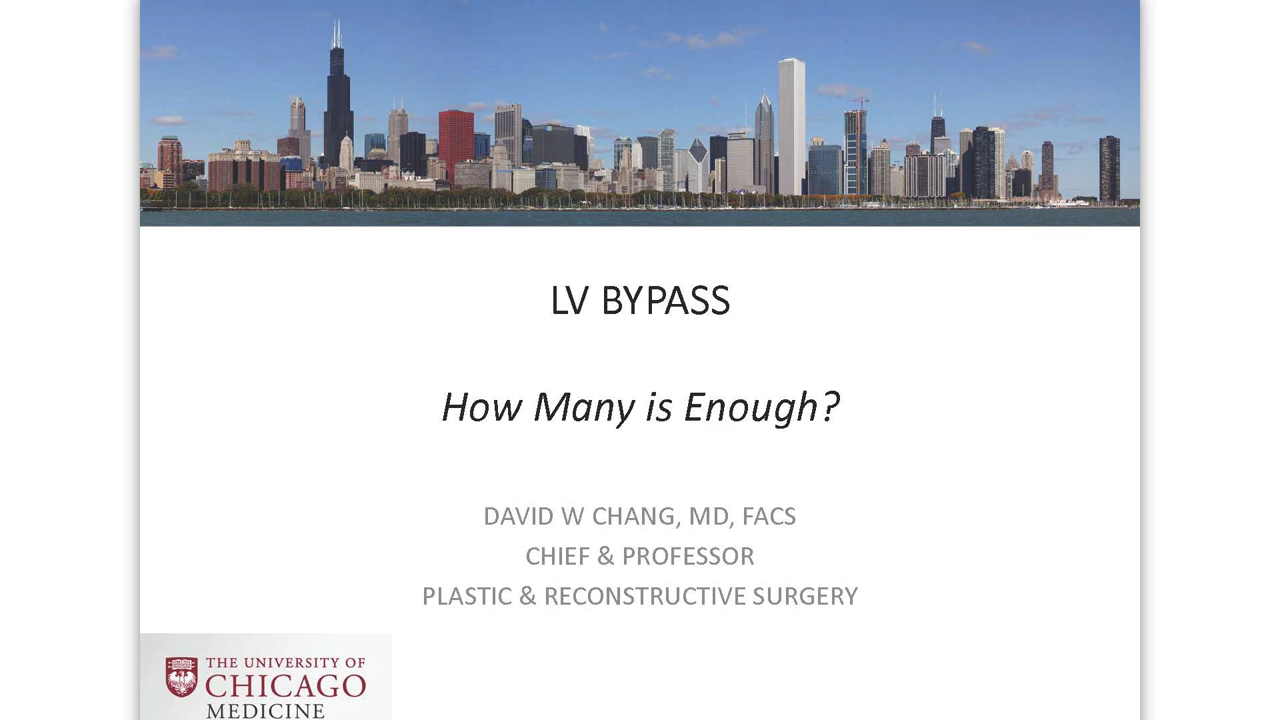 LV BYPASS
How Many is Enough?
DAVID W CHANG, MD, FACS
CHIEF & PROFESSOR
PLASTIC & RECONSTRUCTIVE SURGERY
THE UNIVERSITY OF
CHICAGO
MEDICINE